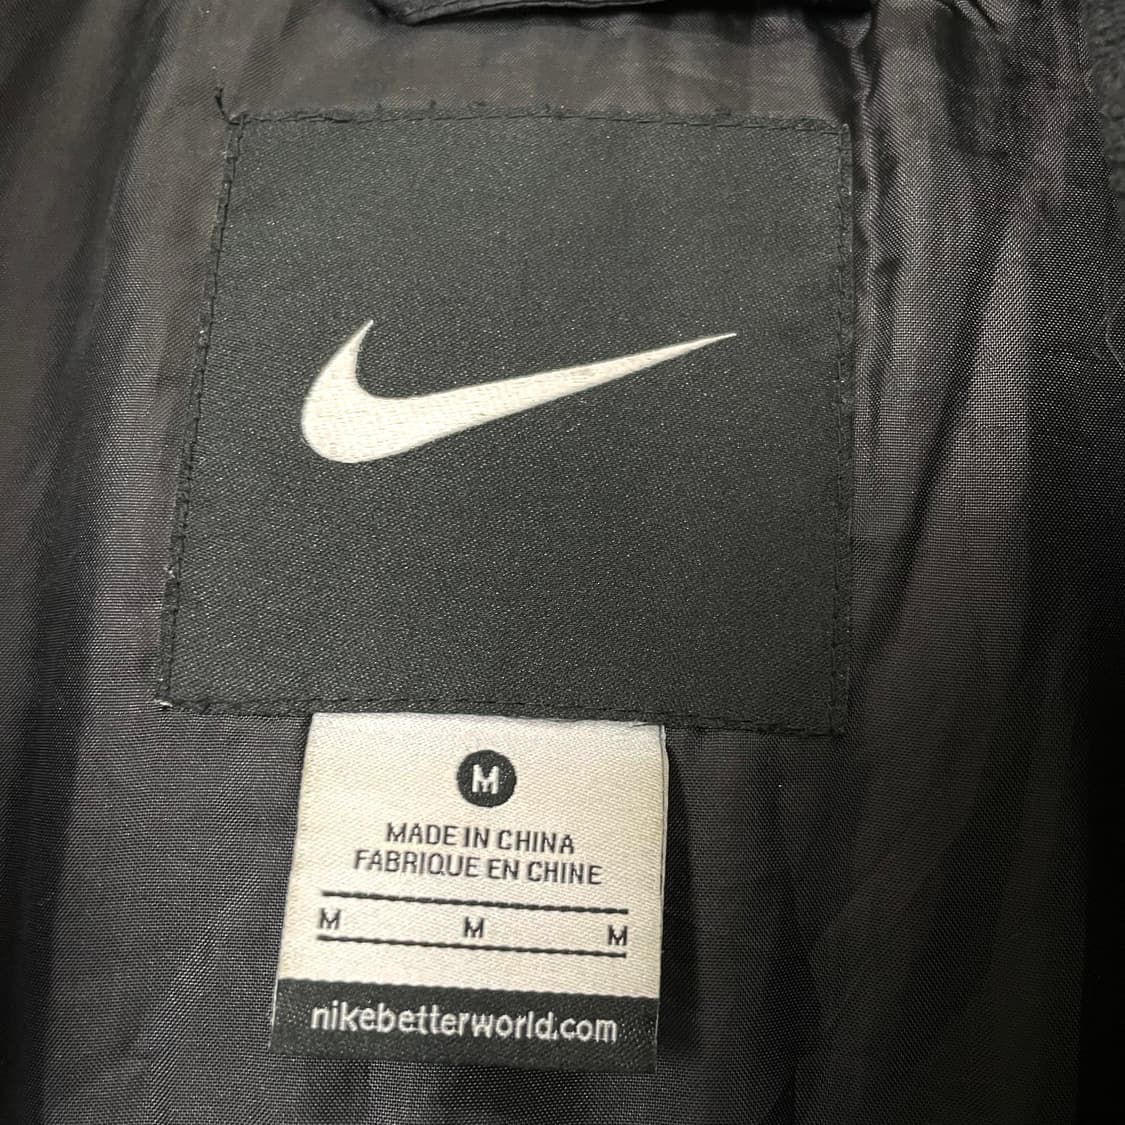 M
MADE IN CHINA
FABRIQUE EN CHINE
M M M
nikebetterworld.com